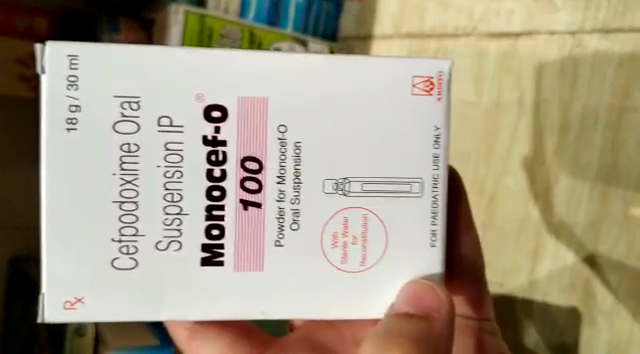 Rx
18 g / 30 ml
Cefpodoxime Oral
Suspension IP
Monocef-O®
100
Powder for Monocef-O
Oral Suspension
With
Sterile Water
for
Reconstitution
FOR PAEDIATRIC USE ONLY
ARISTO